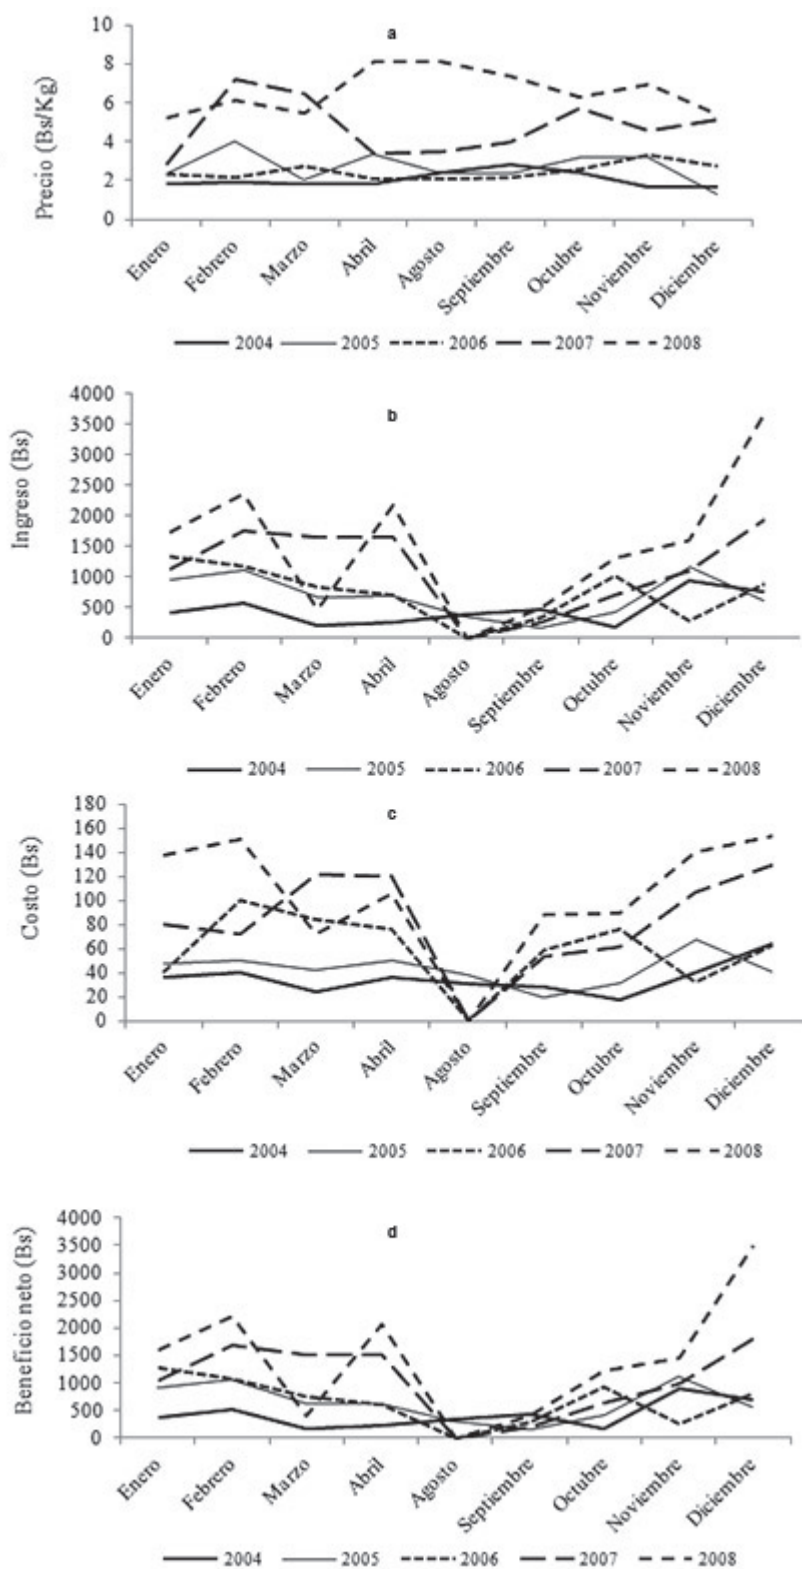 a
Precio (Bs/Kg)
10
8
6
4
2
0
Enero
Febrero
Marzo
Abril
Agosto
Septiembre
Octubre
Noviembre
Diciembre
2004 2005 2006 2007 2008
b
Ingreso (Bs)
4000
3500
3000
2500
2000
1500
1000
500
0
Enero
Febrero
Marzo
Abril
Agosto
Septiembre
Octubre
Noviembre
Diciembre
2004 2005 2006 2007 2008
c
Costo (Bs)
180
160
140
120
100
80
60
40
20
0
Enero
Febrero
Marzo
Abril
Agosto
Septiembre
Octubre
Noviembre
Diciembre
2004 2005 2006 2007 2008
d
Beneficio neto (Bs)
4000
3500
3000
2500
2000
1500
1000
500
0
Enero
Febrero
Marzo
Abril
Agosto
Septiembre
Octubre
Noviembre
Diciembre
2004 2005 2006 2007 2008